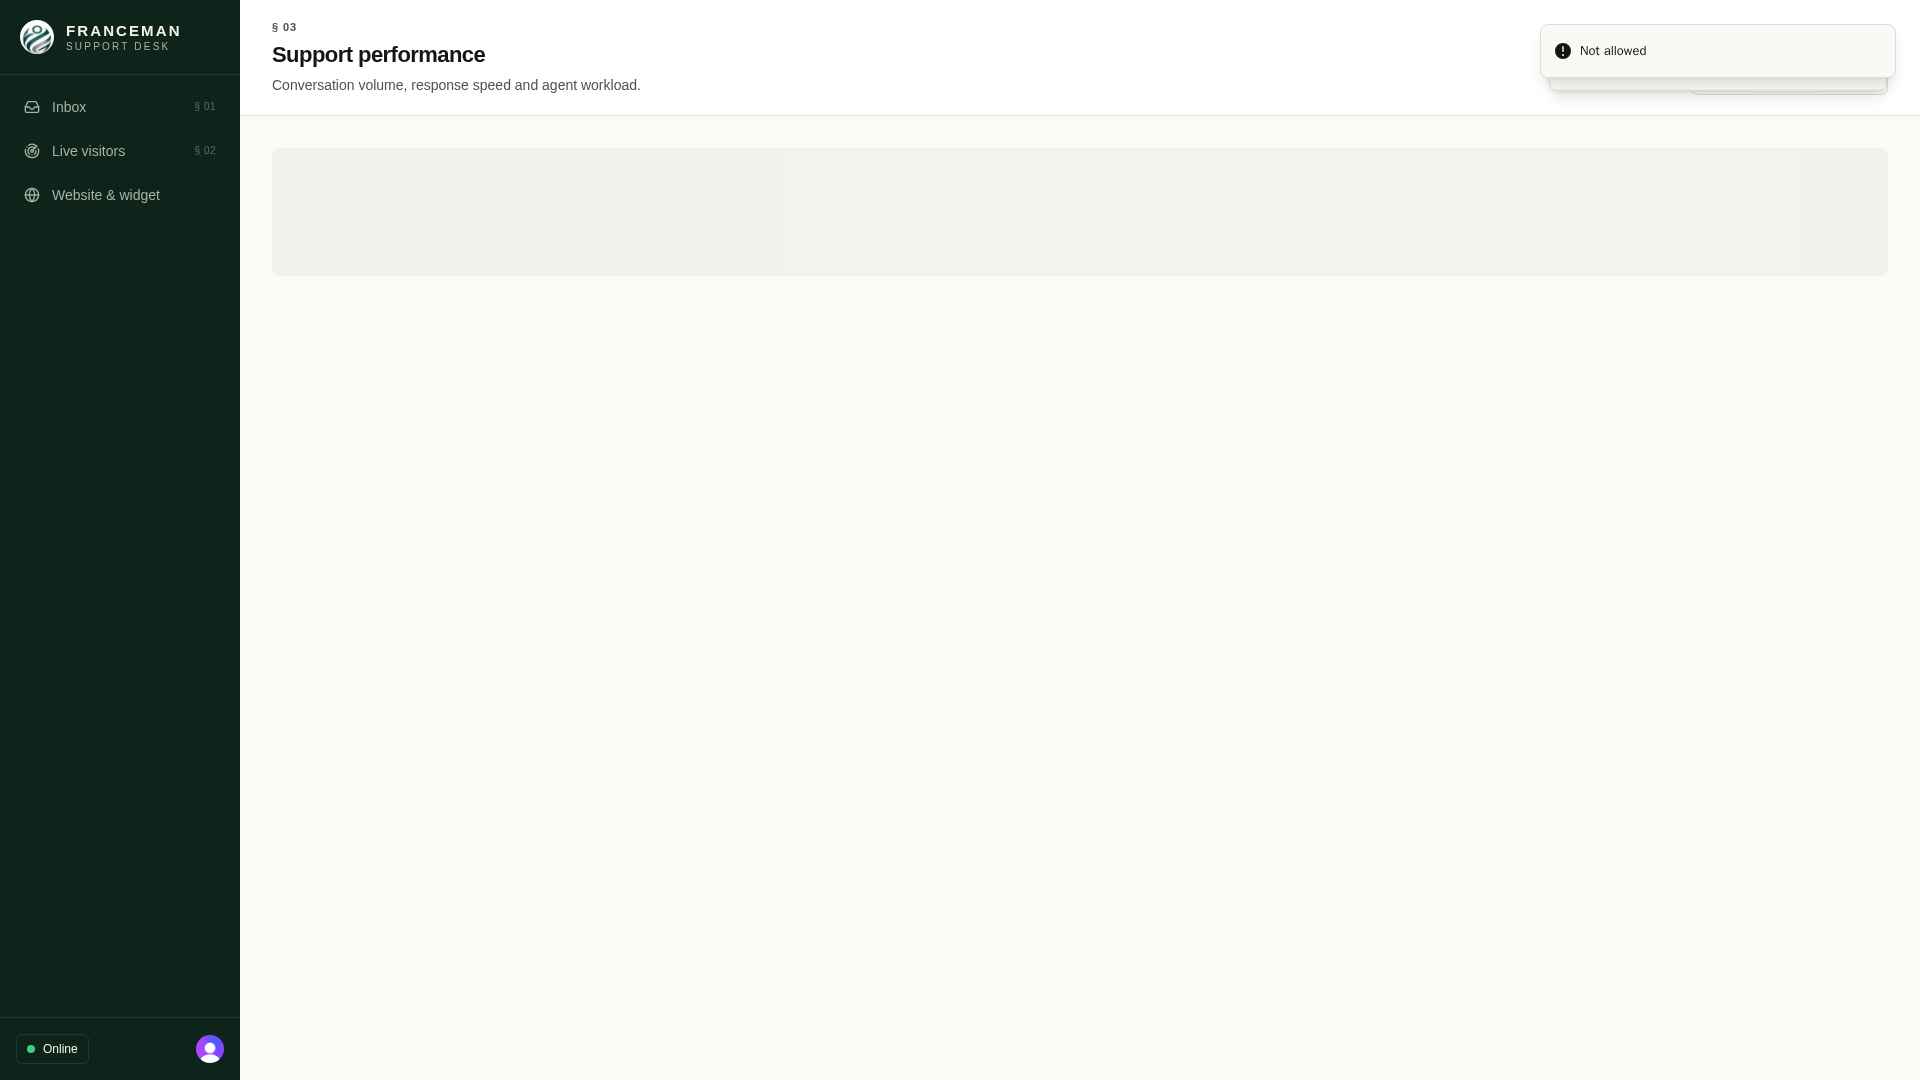 FRANCEMAN
SUPPORT DESK
Inbox § 01
Live visitors § 02
Website & widget
Online
§ 03
Support performance
Conversation volume, response speed and agent workload.
Not allowed